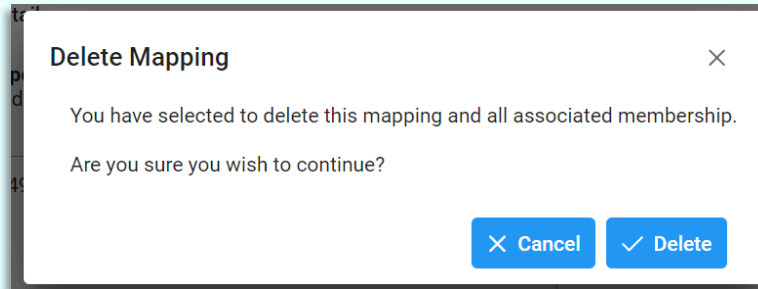 Delete Mapping
You have selected to delete this mapping and all associated membership.
Are you sure you wish to continue?
Cancel
Delete